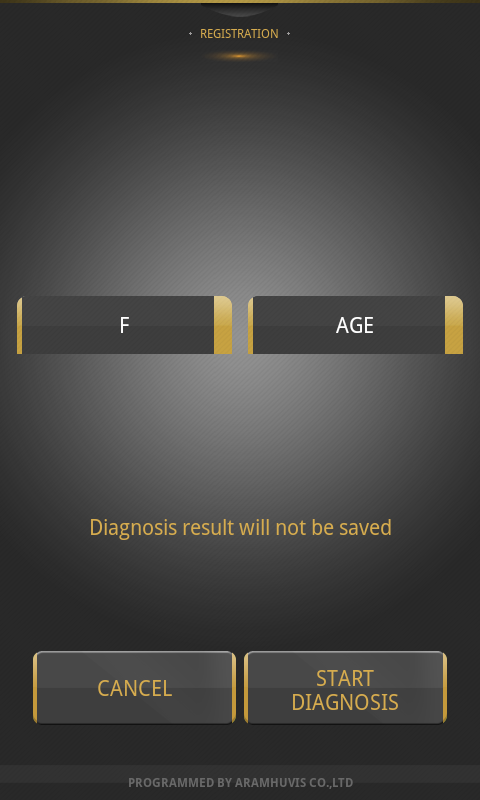 REGISTRATION
F
AGE
Diagnosis result will not be saved
CANCEL
START
DIAGNOSIS
PROGRAMMED BY ARAMHUVIS CO.,LTD